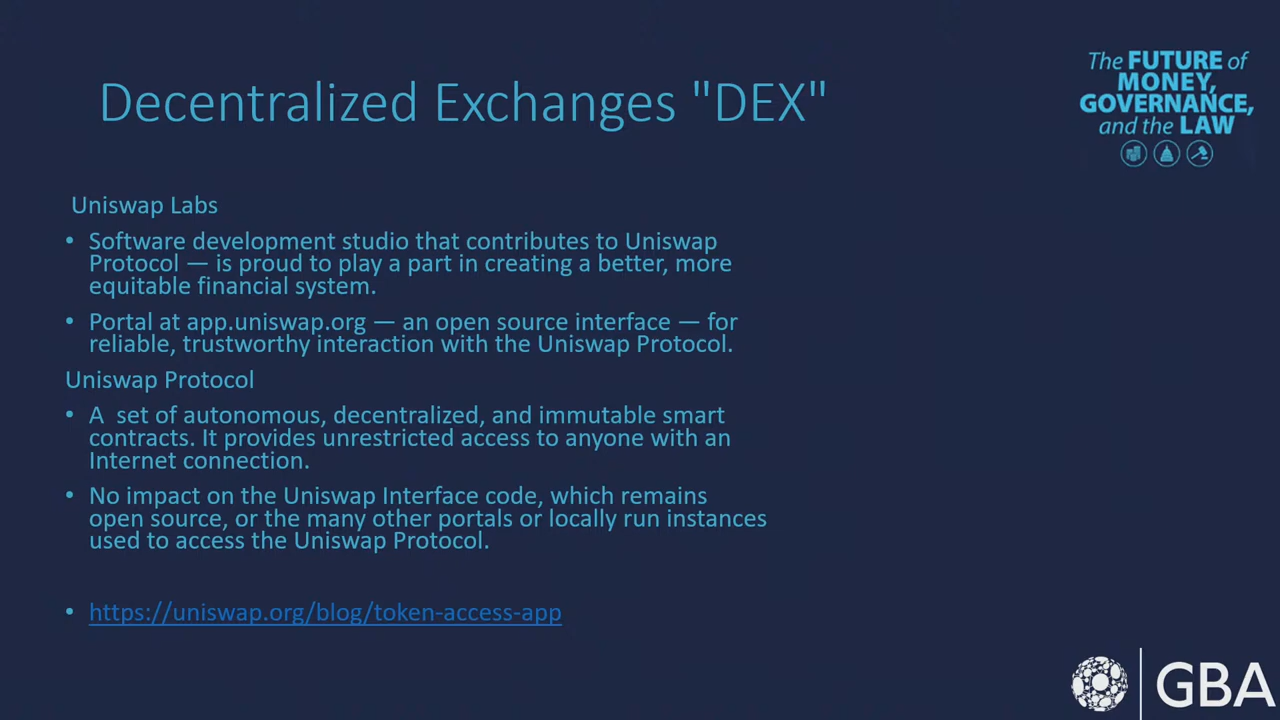 Decentralized Exchanges "DEX"
The FUTURE of
MONEY,
GOVERNANCE,
and the LAW
Uniswap Labs
• Software development studio that contributes to Uniswap
Protocol — is proud to play a part in creating a better, more
equitable financial system.
• Portal at app.uniswap.org — an open source interface — for
reliable, trustworthy interaction with the Uniswap Protocol.
Uniswap Protocol
• A  set of autonomous, decentralized, and immutable smart
contracts. It provides unrestricted access to anyone with an
Internet connection.
• No impact on the Uniswap Interface code, which remains
open source, or the many other portals or locally run instances
used to access the Uniswap Protocol.
• https://uniswap.org/blog/token-access-app
GBA